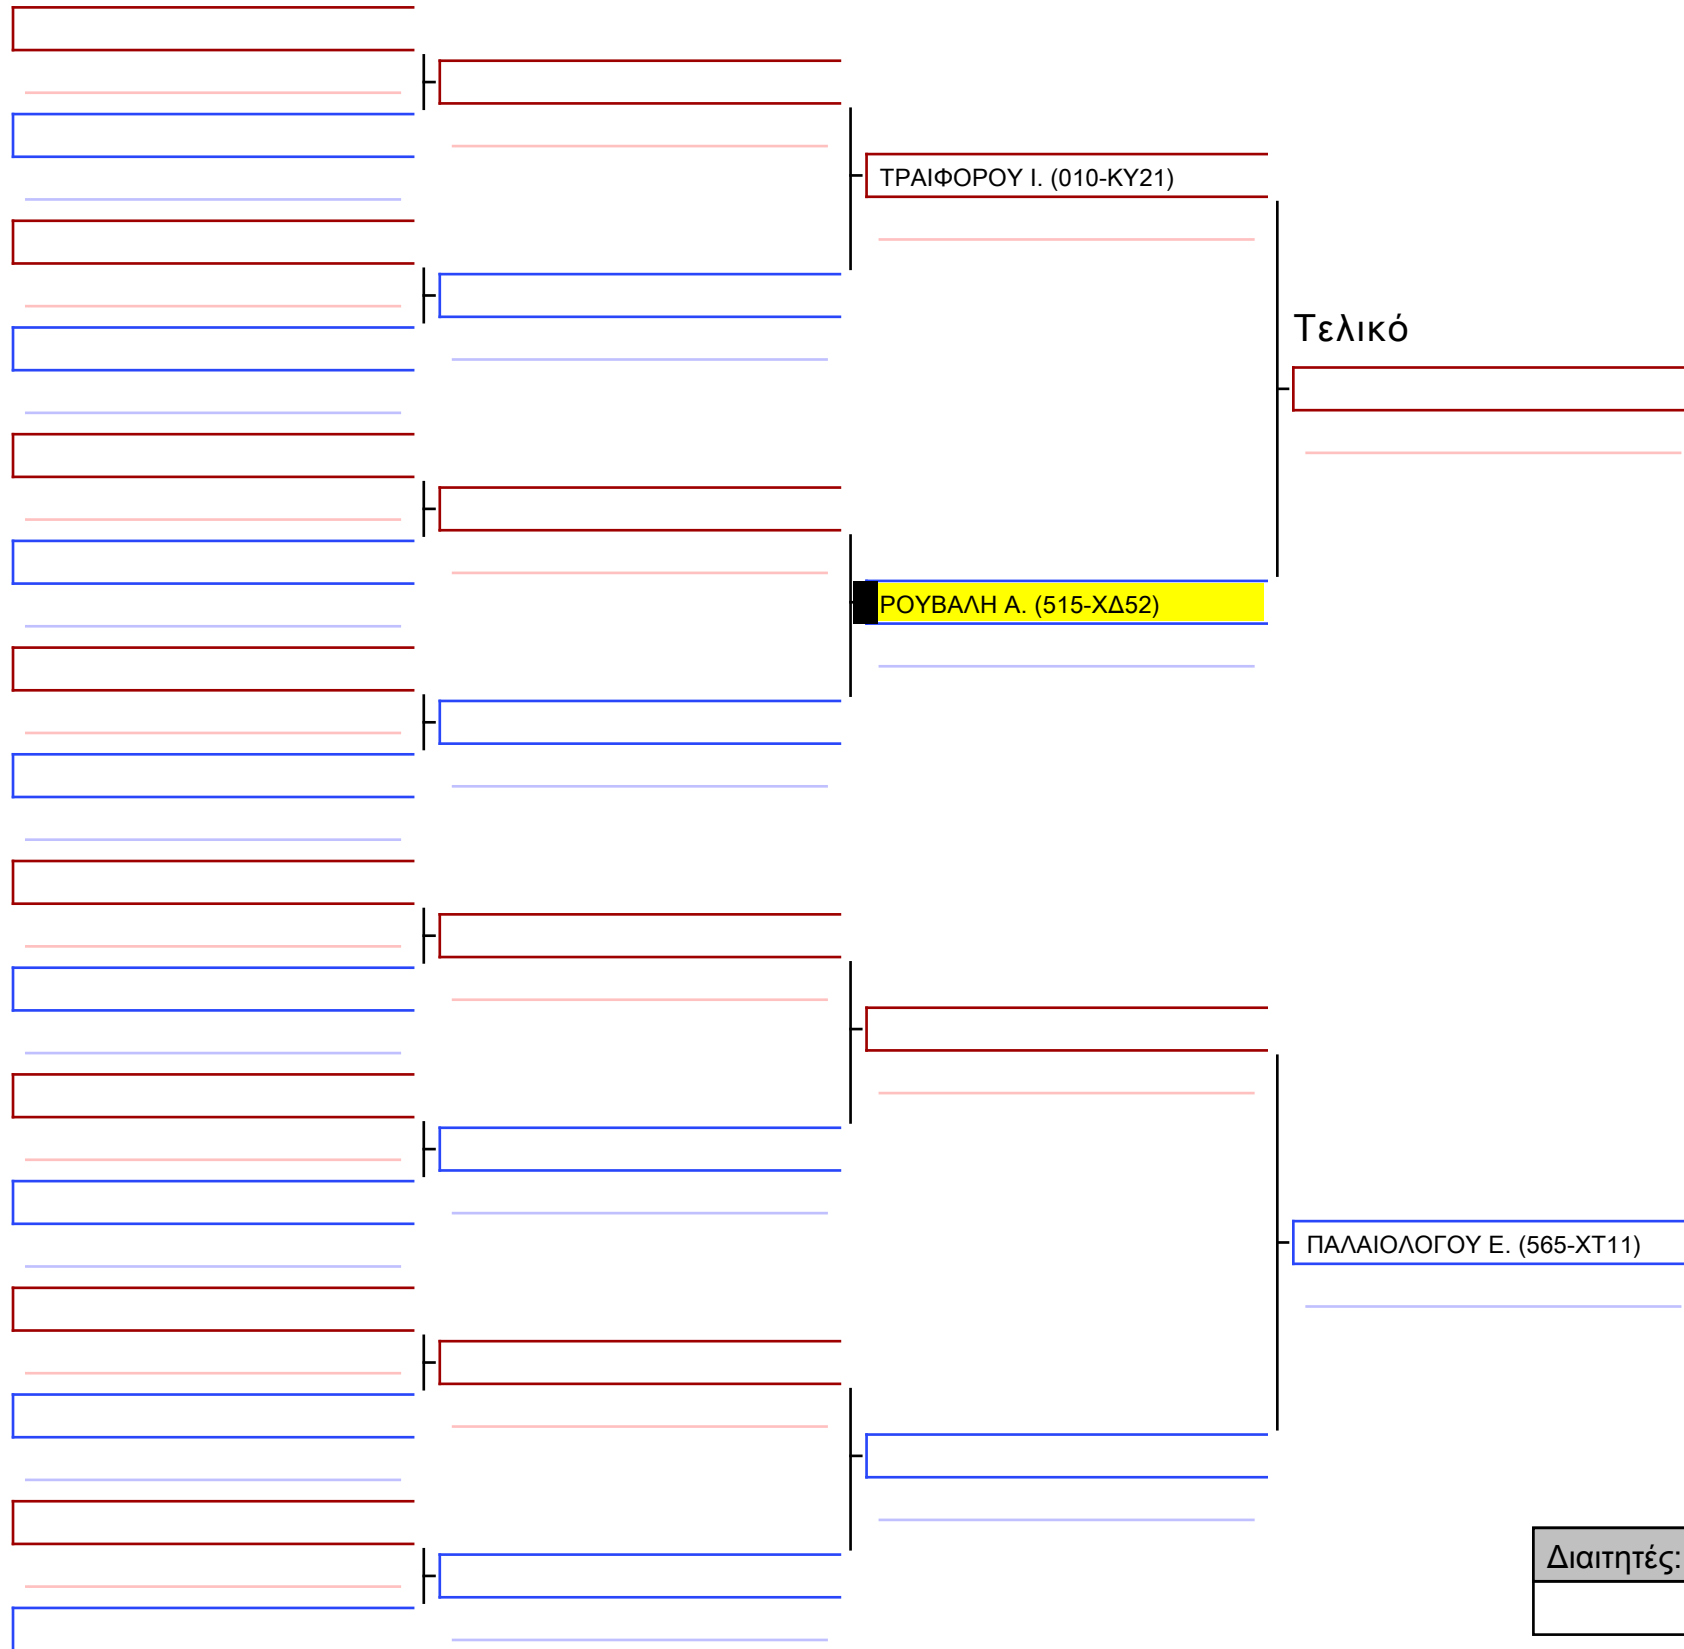 ΤΡΑΙΦΟΡΟΥ Ι. (010-ΚΥ21)
Τελικό
ΡΟΥΒΑΛΗ Α. (515-ΧΔ52)
ΠΑΛΑΙΟΛΟΓΟΥ Ε. (565-ΧΤ11)
Διαιτητές: